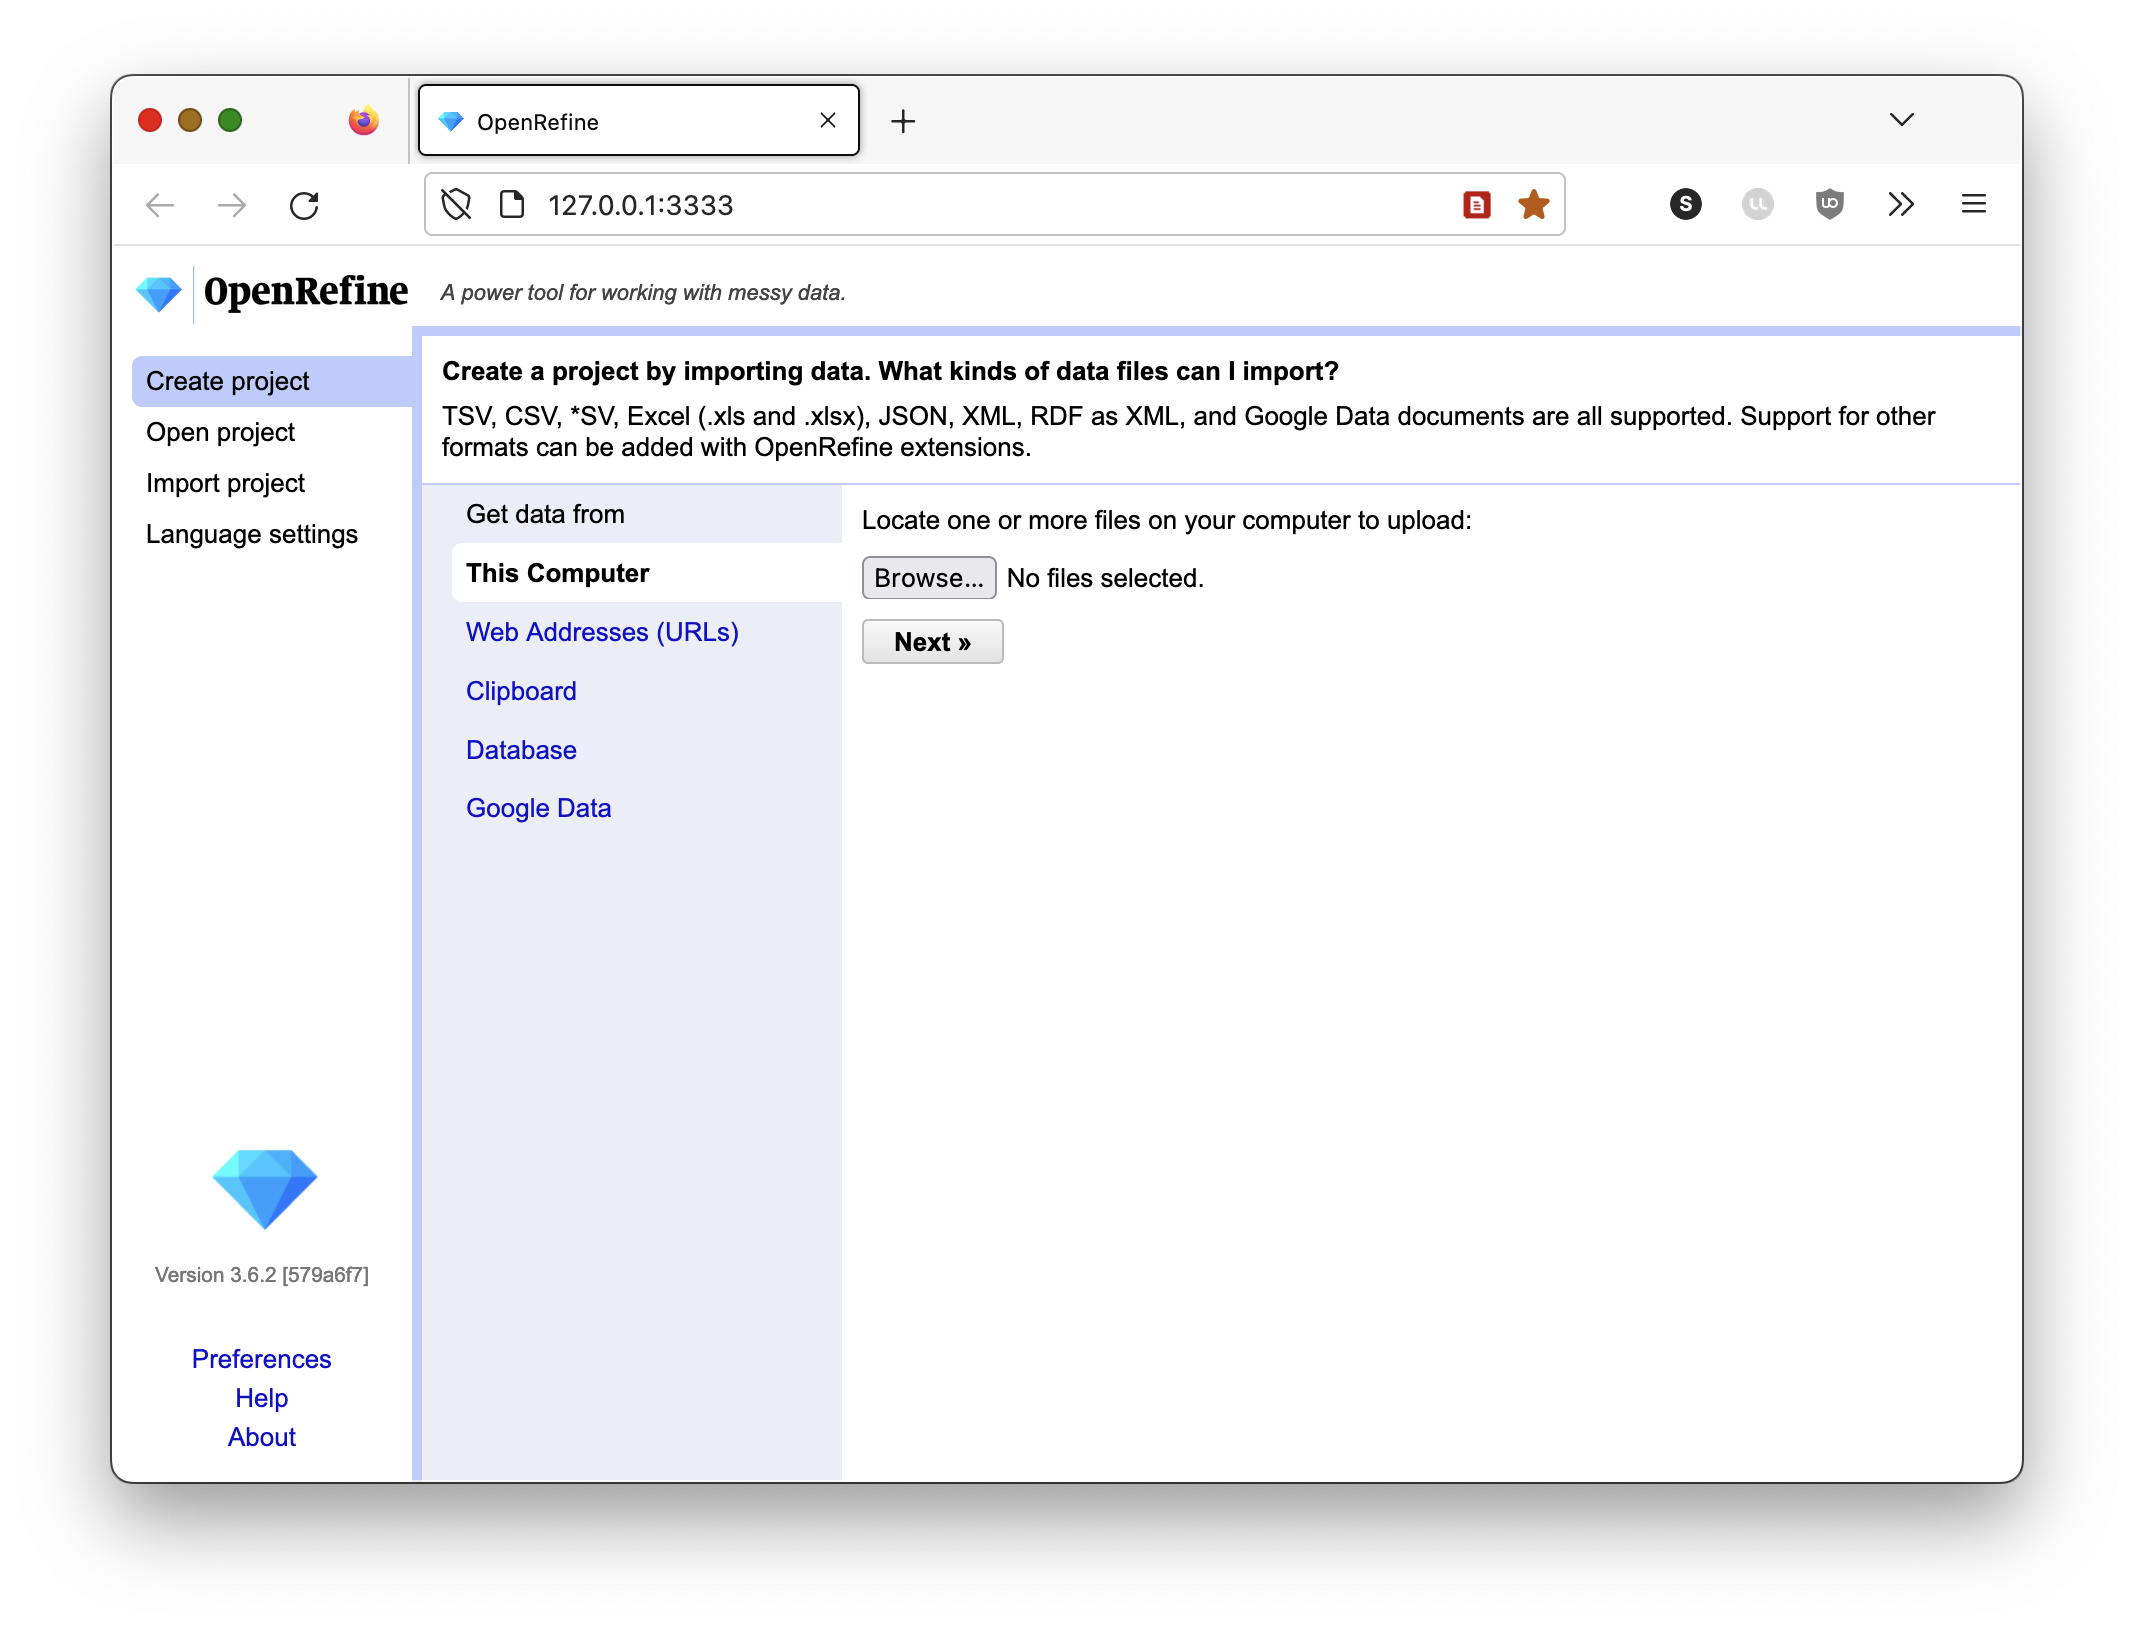 OpenRefine
127.0.0.1:3333
S
OpenRefine
A power tool for working with messy data.
Create project
Open project
Import project
Language settings
Create a project by importing data. What kinds of data files can I import?
TSV, CSV, *SV, Excel (.xls and .xlsx), JSON, XML, RDF as XML, and Google Data documents are all supported. Support for other
formats can be added with OpenRefine extensions.
Get data from
This Computer
Web Addresses (URLs)
Clipboard
Database
Google Data
Locate one or more files on your computer to upload:
Browse... No files selected.
Next »
Version 3.6.2 [579a6f7]
Preferences
Help
About